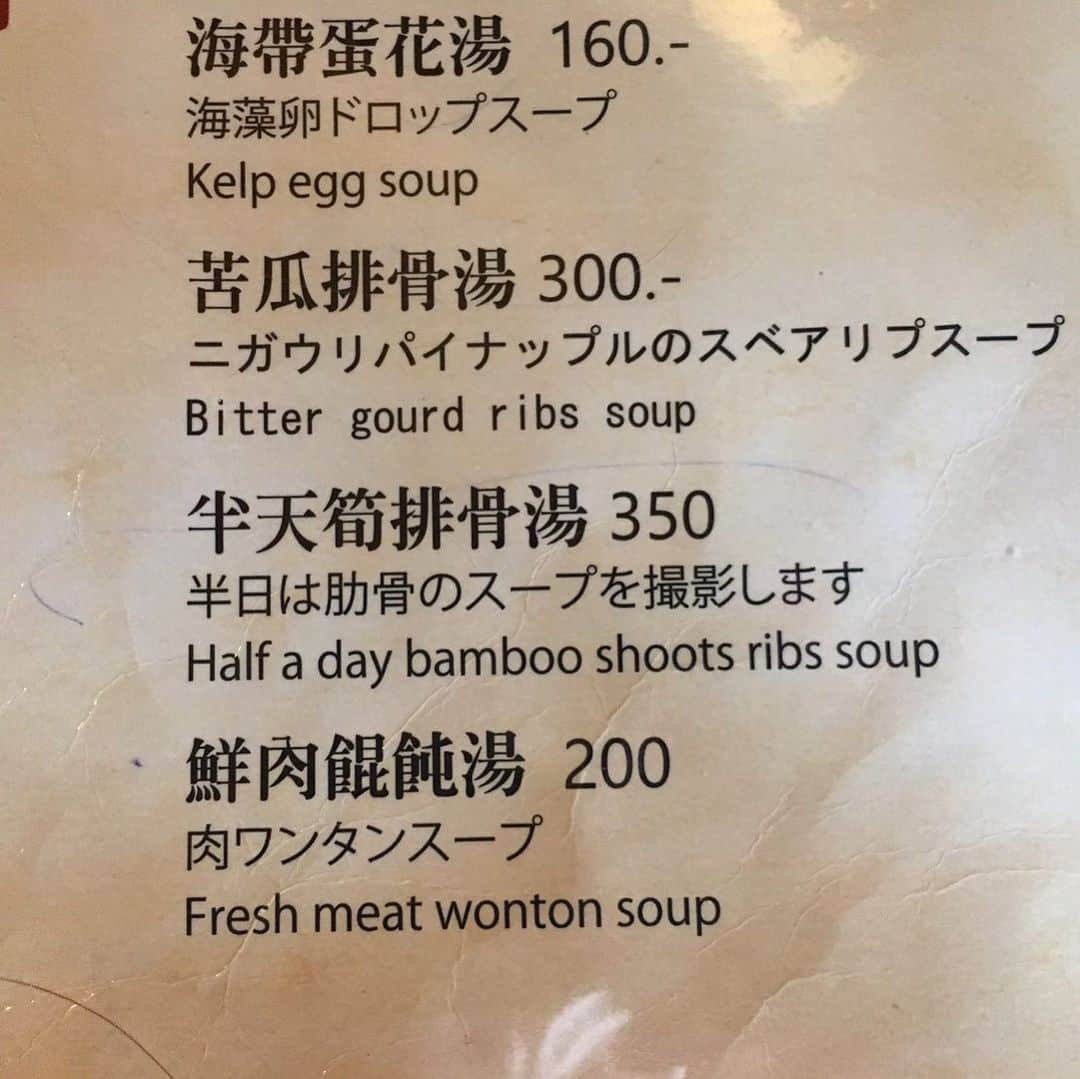 海帶蛋花湯 160.-
海藻卵ドロップスープ
Kelp egg soup
苦瓜排骨湯 300.-
ニガウリパイナップルのスベアリプスープ
Bitter gourd ribs soup
半天筍排骨湯 350
半日は肋骨のスープを撮影します
Half a day bamboo shoots ribs soup
鮮肉餛飩湯 200
肉ワンタンスープ
Fresh meat wonton soup